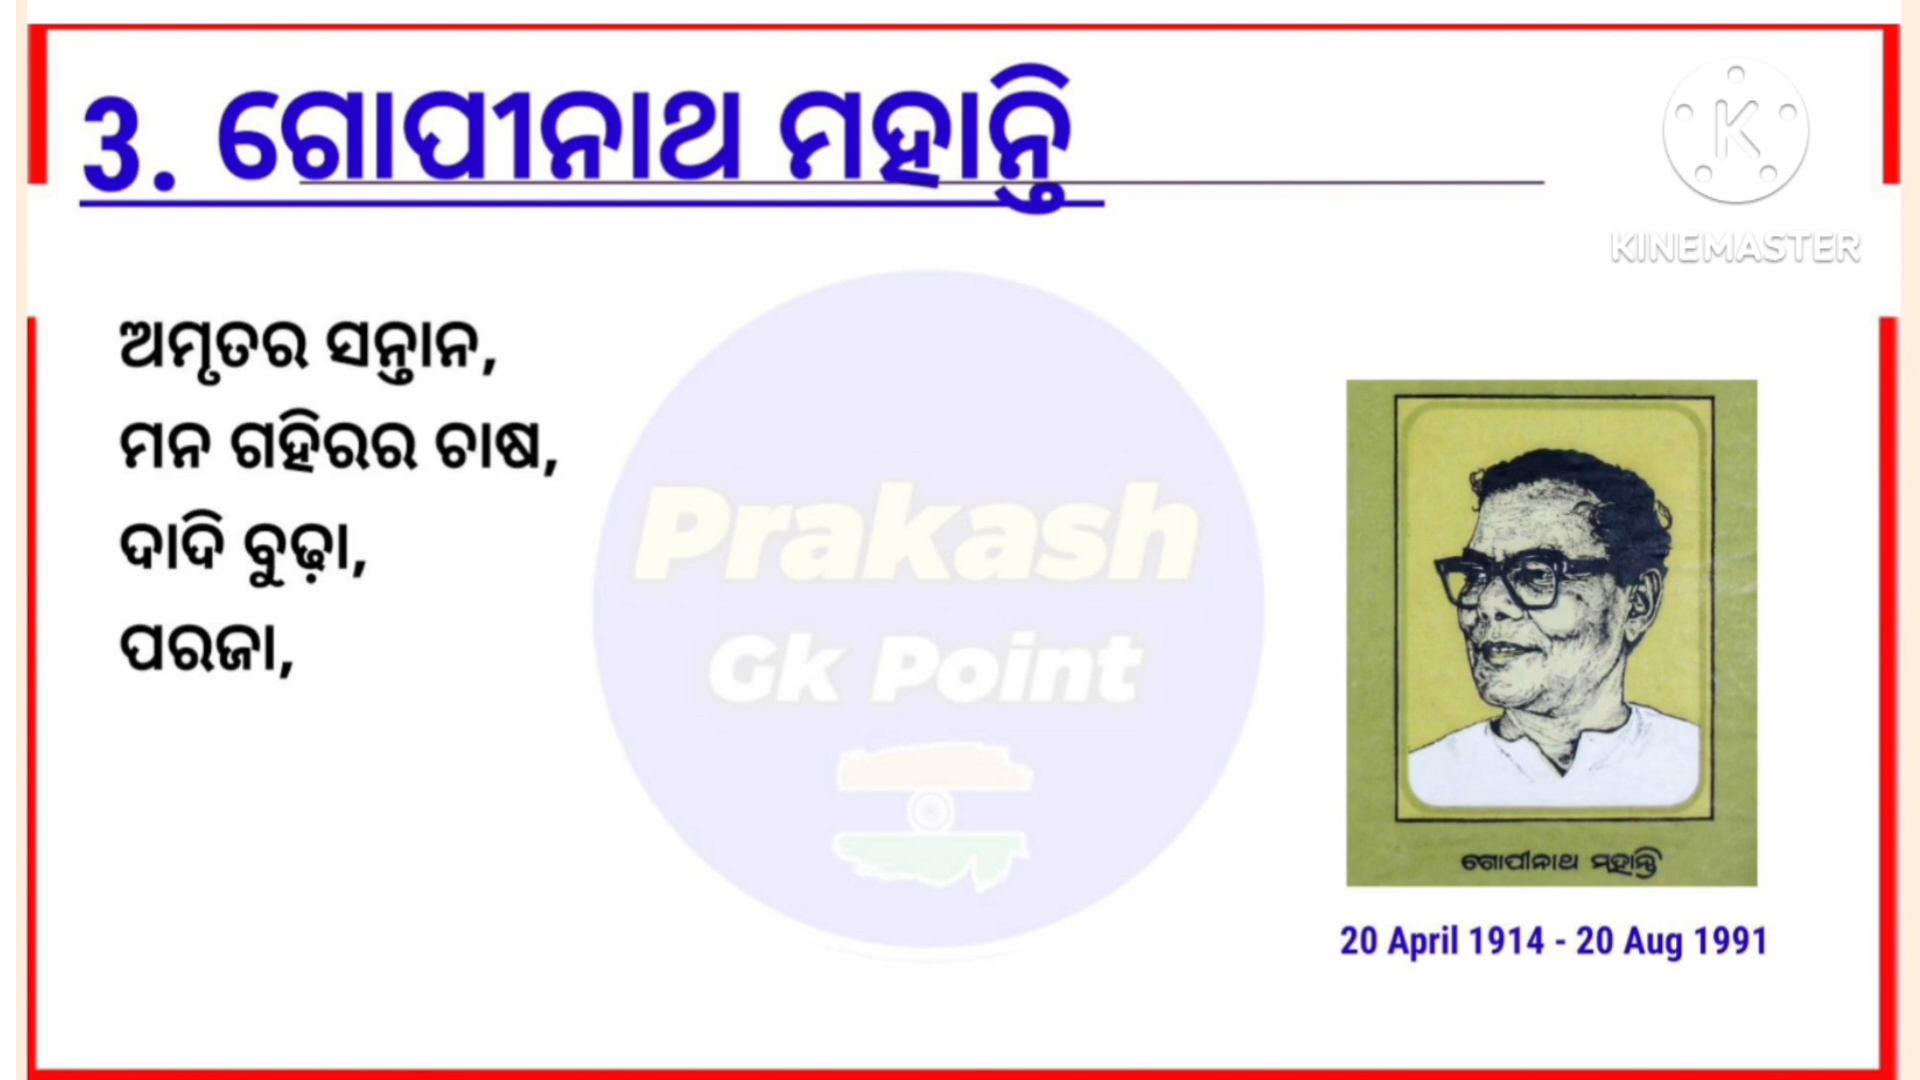 3. ଗୋପୀନାଥ ମହାନ୍ତି
KINEMASTER
ଅମୃତର ସନ୍ତାନ,
ମନ ଗହିରର ଚାଷ,
ଦାଦି ବୁଢ଼ା,
ପରଜା,
Prakash
Gk Point
ଗୋପୀନାଥ ମହାନ୍ତି
20 April 1914 - 20 Aug 1991